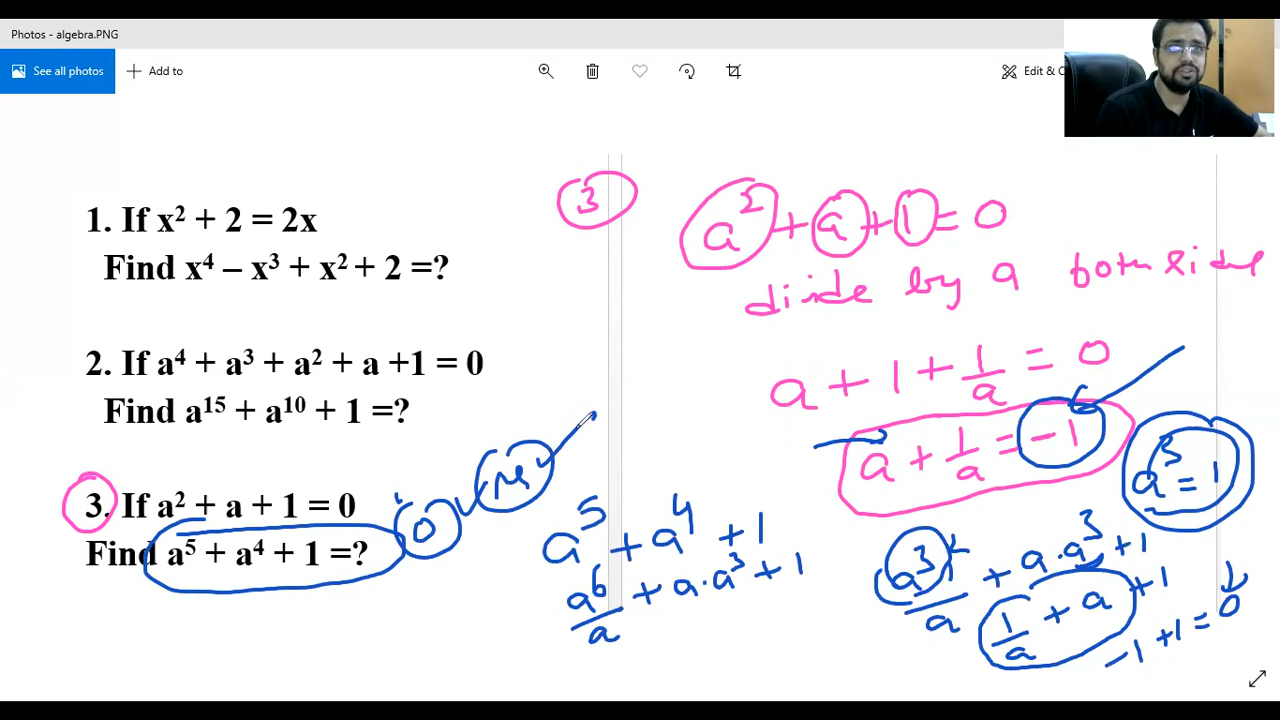 Photos - algebra.PNG
See all photos
Add to
Edit & C
1. If x² + 2 = 2x
Find x⁴ – x³ + x² + 2 =?
2. If a⁴ + a³ + a² + a +1 = 0
Find a¹⁵ + a¹⁰ + 1 =?
3. If a² + a + 1 = 0
Find a⁵ + a⁴ + 1 =?
0
3
a² + a + 1 = 0
divide by a both side
a + 1 + 1/a = 0
a + 1/a = -1
a³ = 1
a⁵ + a⁴ + 1
a⁶/a + a·a³ + 1
+ a·a³ + 1
1/a + a + 1
-1 + 1 = 0